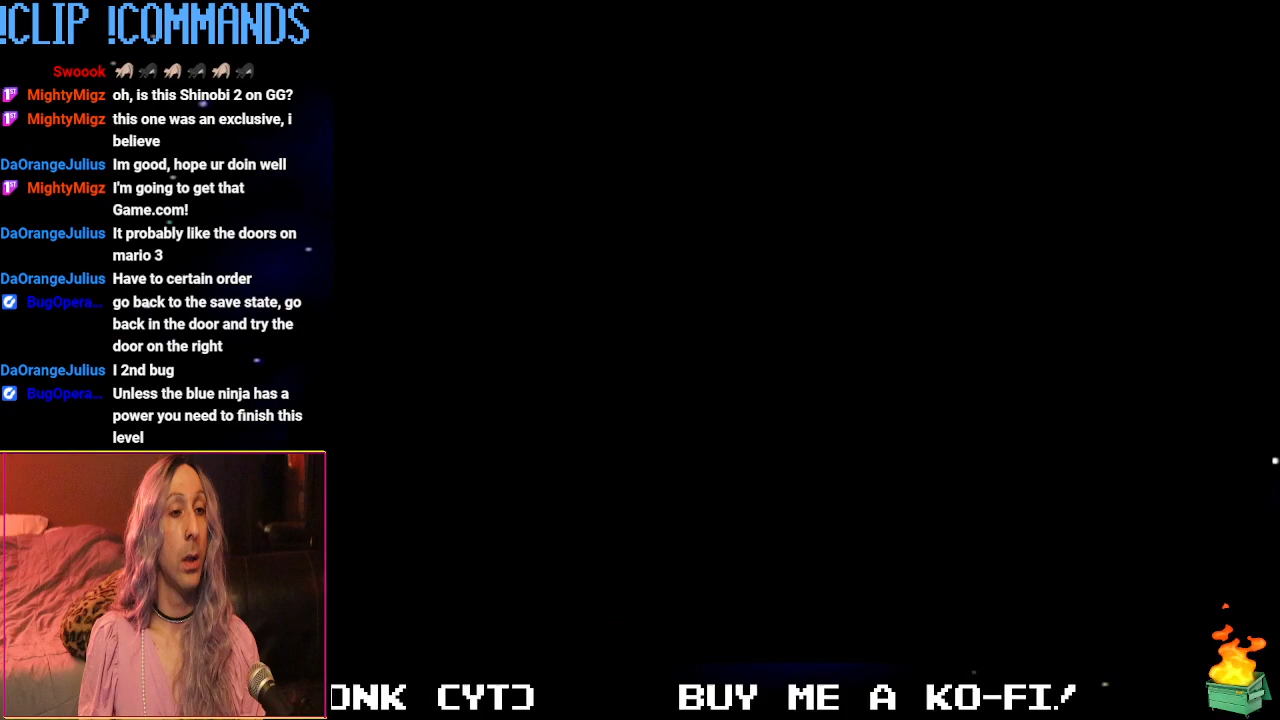 !CLIP !COMMANDS
Swoook
MightyMigz oh, is this Shinobi 2 on GG?
MightyMigz this one was an exclusive, i
believe
DaOrangeJulius Im good, hope ur doin well
MightyMigz I'm going to get that
Game.com!
DaOrangeJulius It probably like the doors on
mario 3
DaOrangeJulius Have to certain order
BugOpera... go back to the save state, go
back in the door and try the
door on the right
DaOrangeJulius I 2nd bug
BugOpera... Unless the blue ninja has a
power you need to finish this
level
ONK (YT) BUY ME A KO-FI!